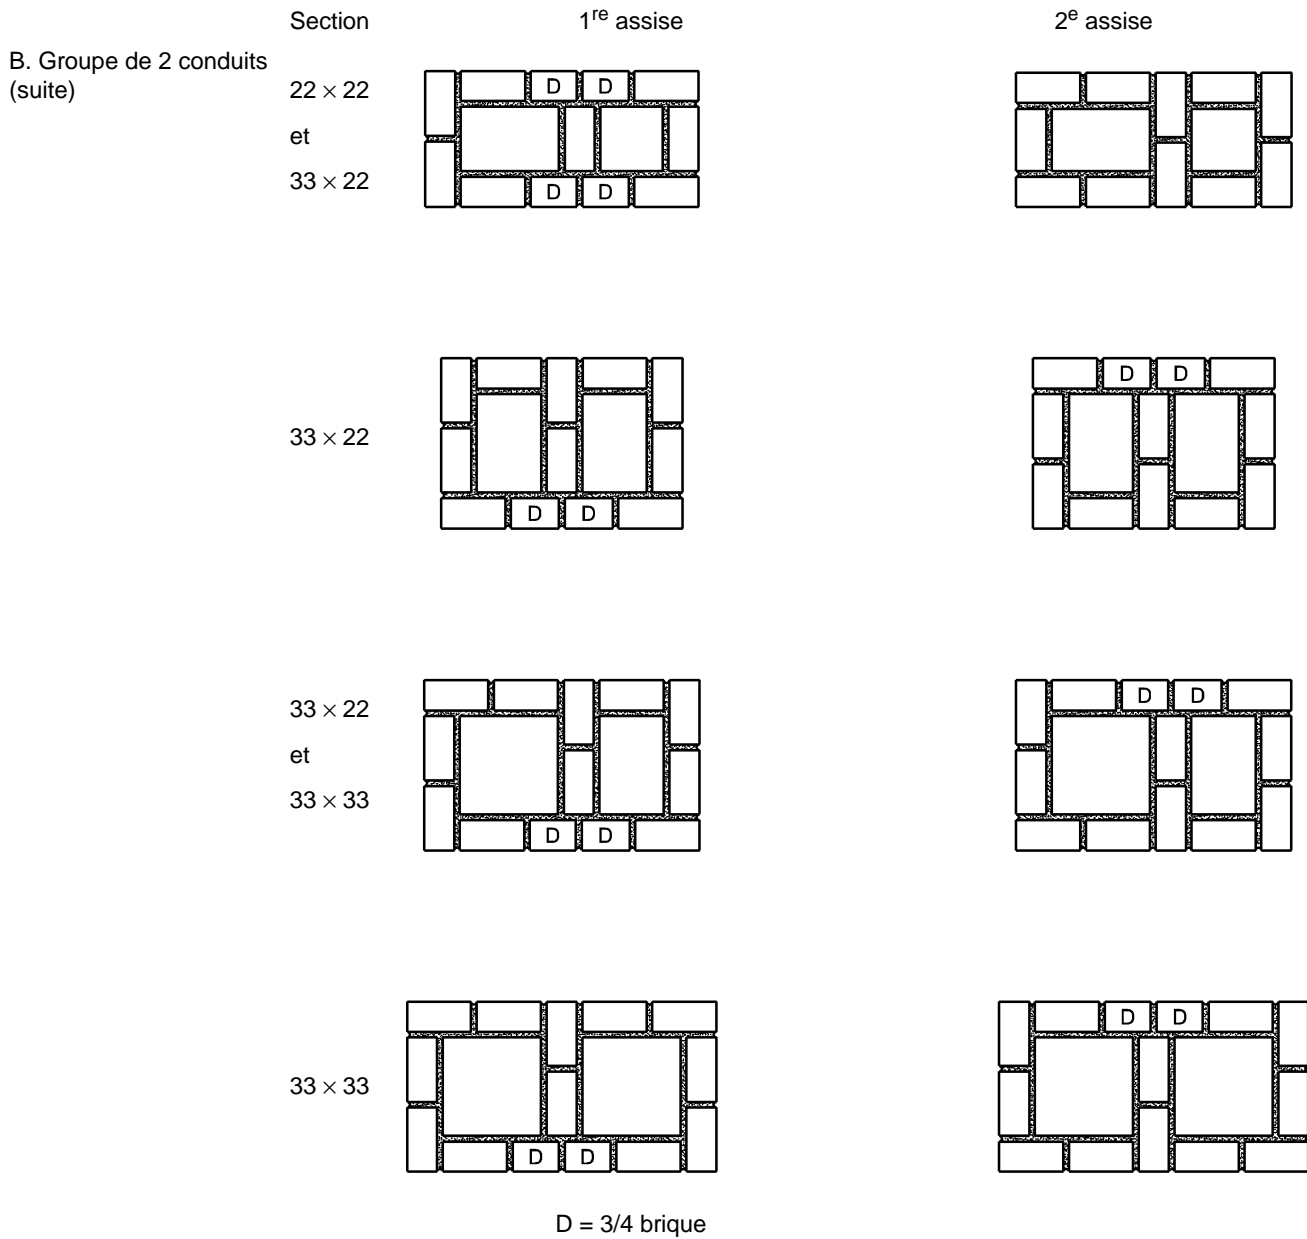 Section 1re assise 2e assise
B. Groupe de 2 conduits
(suite)
22 × 22
et
33 × 22
D D
D D
33 × 22
D D
D D
33 × 22
et
33 × 33
D D
D D
33 × 33
D D
D D
D = 3/4 brique